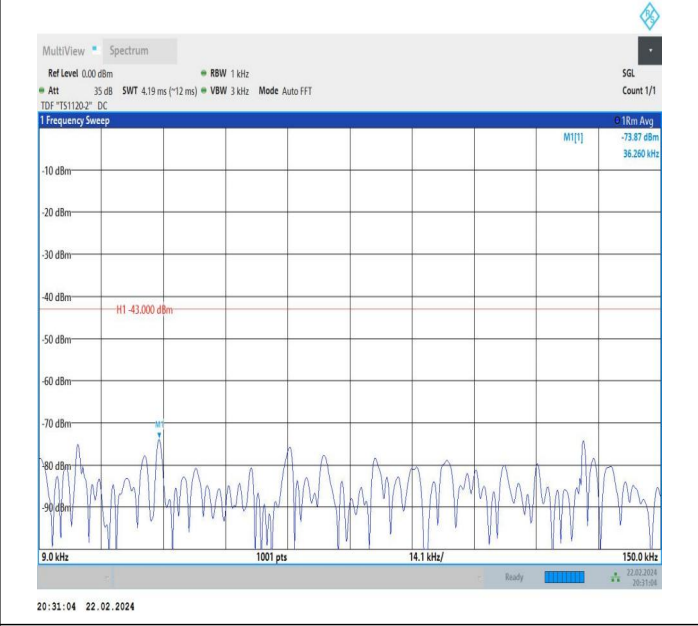 R S
MultiView Spectrum
Ref Level 0.00 dBm RBW 1 kHz SGL
Att 35 dB SWT 4.19 ms (~12 ms) VBW 3 kHz Mode Auto FFT Count 1/1
TDF "TS1120-2" DC
1 Frequency Sweep 1Rm Avg
M1[1] -73.87 dBm
36.260 kHz
-10 dBm
-20 dBm
-30 dBm
-40 dBm
H1 -43.000 dBm
-50 dBm
-60 dBm
-70 dBm
M1
-80 dBm
-90 dBm
9.0 kHz 1001 pts 14.1 kHz/ 150.0 kHz
Ready 22.02.2024
20:31:04
20:31:04 22.02.2024